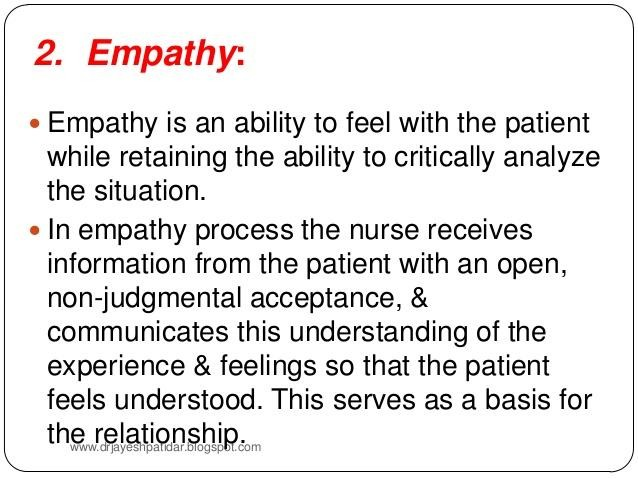 2. Empathy:
Empathy is an ability to feel with the patient
while retaining the ability to critically analyze
the situation.
In empathy process the nurse receives
information from the patient with an open,
non-judgmental acceptance, &
communicates this understanding of the
experience & feelings so that the patient
feels understood. This serves as a basis for
the relationship.
www.drjayeshpatidar.blogspot.com